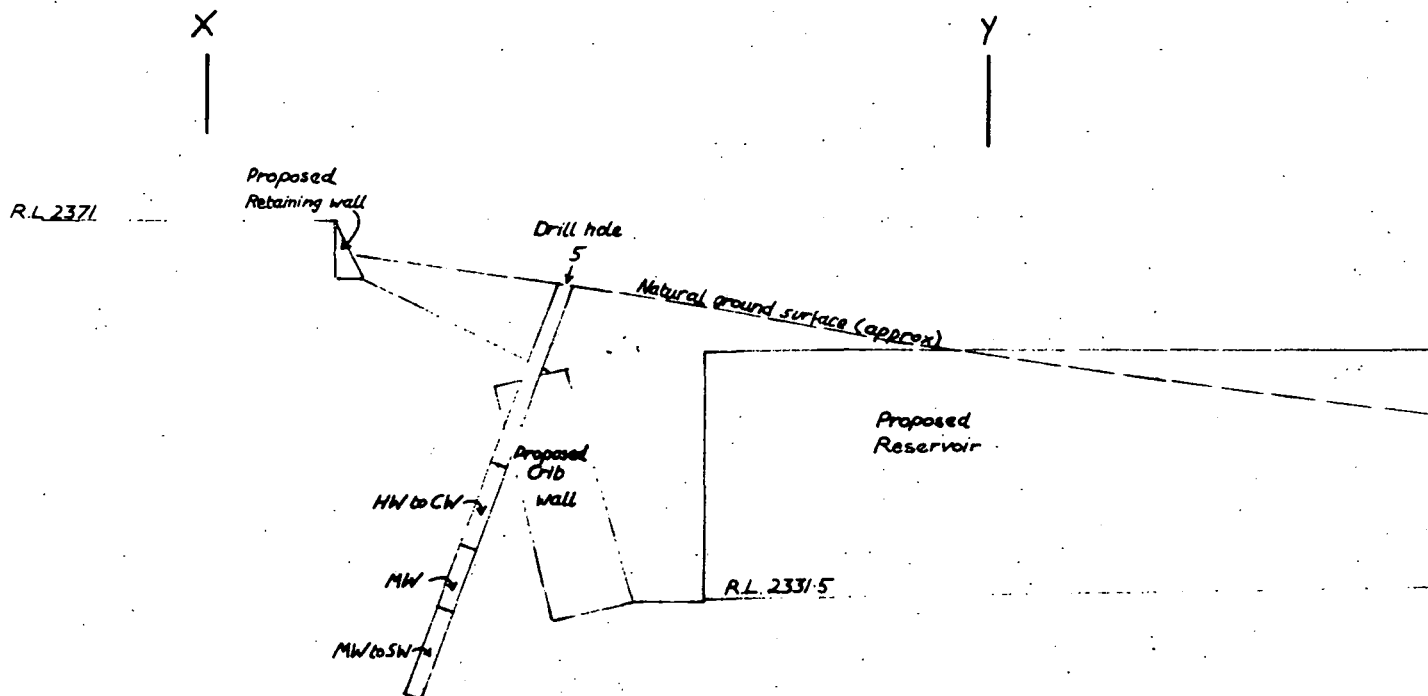 X
Y
Proposed
Retaining wall
R.L. 2371
Drill hole
5
Natural ground surface (approx)
Proposed
Reservoir
Proposed
Crib
wall
HW to CW
MW
R.L. 2331·5
MW to SW